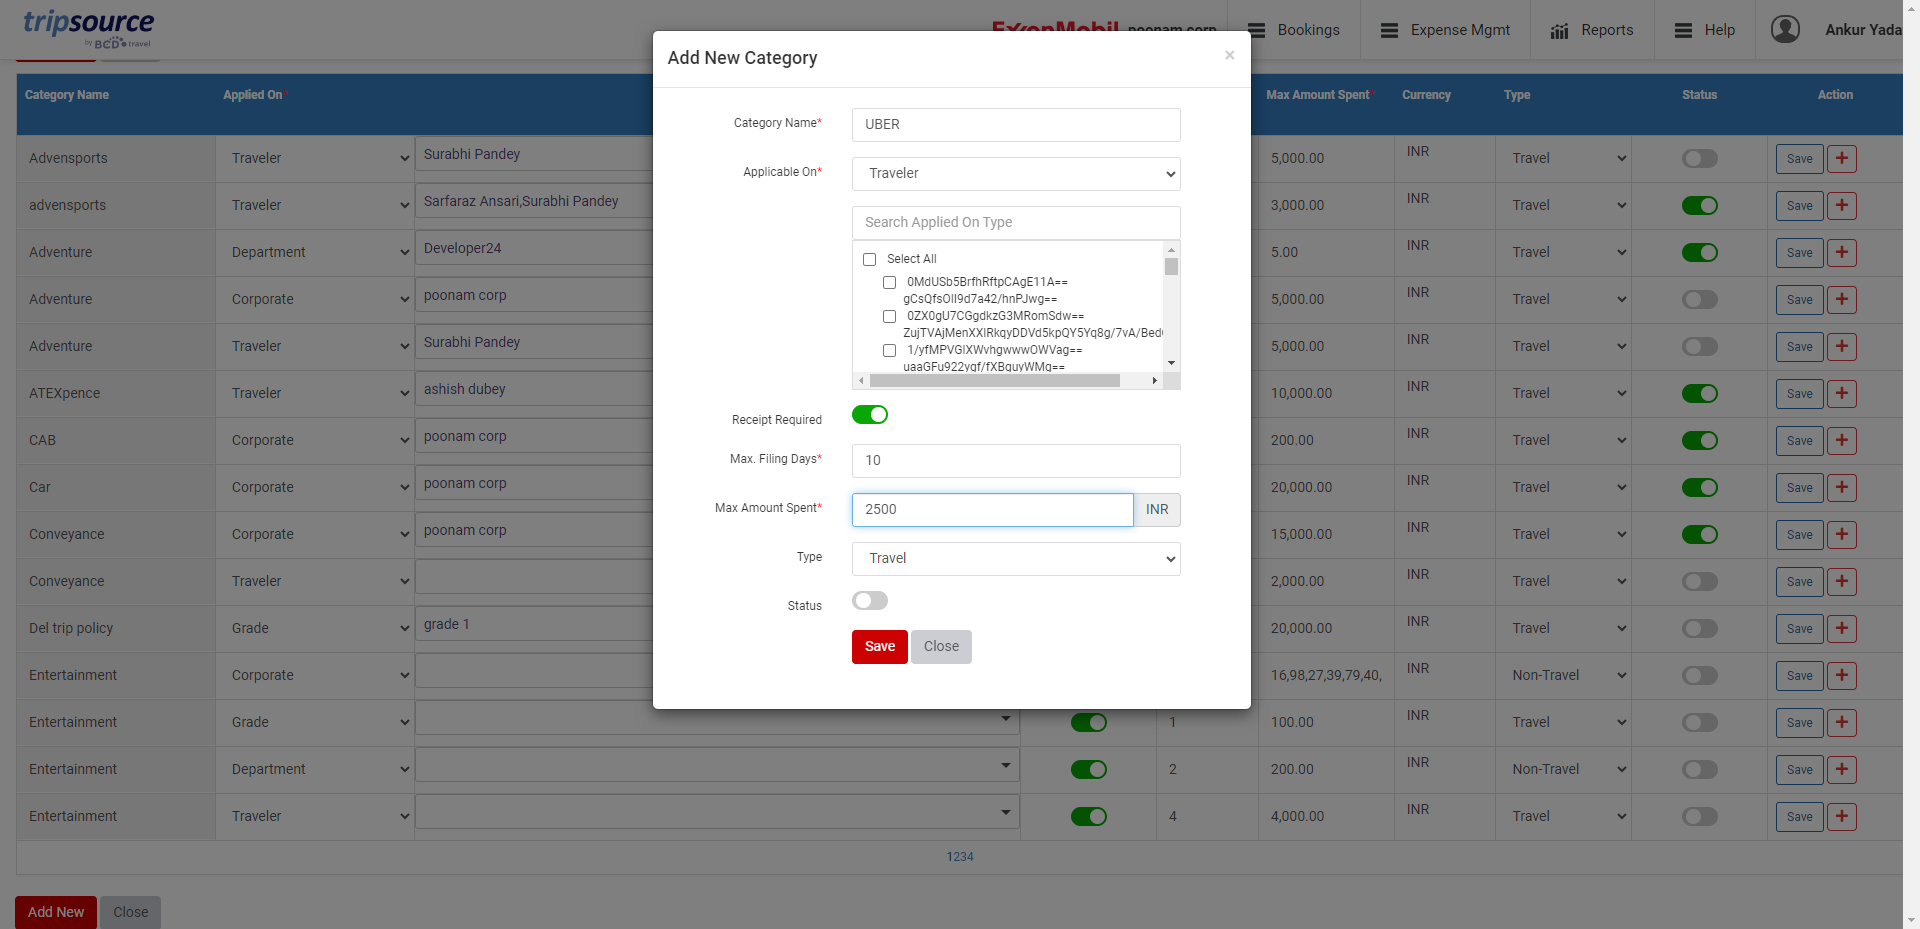 tripsource
by BCD travel
ExxonMobil poonam corp
Bookings
Expense Mgmt
Reports
Help
Ankur Yada
Category Name
Applied On*
Max Amount Spent*
Currency
Type
Status
Action
Advensports Traveler Surabhi Pandey 5,000.00 INR Travel Save
advensports Traveler Sarfaraz Ansari,Surabhi Pandey 3,000.00 INR Travel Save
Adventure Department Developer24 5.00 INR Travel Save
Adventure Corporate poonam corp 5,000.00 INR Travel Save
Adventure Traveler Surabhi Pandey 5,000.00 INR Travel Save
ATEXpence Traveler ashish dubey 10,000.00 INR Travel Save
CAB Corporate poonam corp 200.00 INR Travel Save
Car Corporate poonam corp 20,000.00 INR Travel Save
Conveyance Corporate poonam corp 15,000.00 INR Travel Save
Conveyance Traveler 2,000.00 INR Travel Save
Del trip policy Grade grade 1 20,000.00 INR Travel Save
Entertainment Corporate 16,98,27,39,79,40, INR Non-Travel Save
Entertainment Grade 1 100.00 INR Travel Save
Entertainment Department 2 200.00 INR Non-Travel Save
Entertainment Traveler 4 4,000.00 INR Travel Save
1234
Add New Close
Add New Category ×
Category Name* UBER
Applicable On* Traveler
Search Applied On Type
Select All
0MdUSb5BrfhRftpCAgE11A==
gCsQfsOII9d7a42/hnPJwg==
0ZX0gU7CGgdkzG3MRomSdw==
ZujTVAjMenXXIRkqyDDVd5kpQY5Yq8g/7vA/Bed
1/yfMPVGIXWvhgwwwOWVag==
uaaGFu922yqf/fXBguyWMg==
Receipt Required
Max. Filing Days* 10
Max Amount Spent* 2500 INR
Type Travel
Status
Save Close